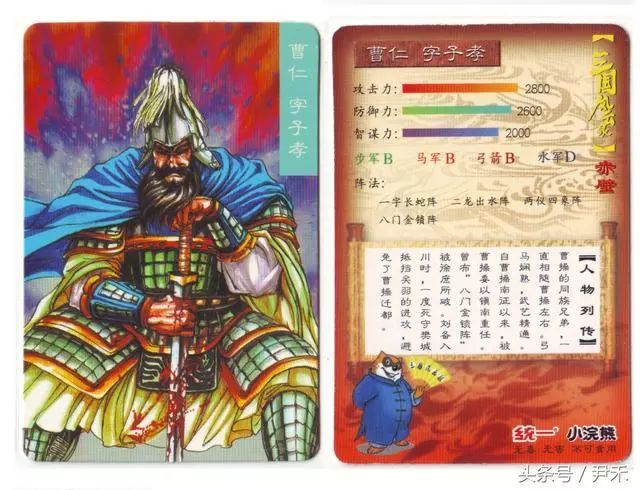 曹仁 字子孝
曹仁 字子孝
攻击力: 2800
防御力: 2600
智谋力: 2000
步军B 马军B 弓箭B 水军D
阵法:
一字长蛇阵 二龙出水阵 两仪四象阵
八门金锁阵
【三国风云】赤壁
【人物列传】
曹操的同族兄弟，一
直相随曹操左右。弓
马娴熟，武艺精通。
自曹操南征以来，被
曹操委以镇南重任。
曾布“八门金锁阵”
被徐庶所破。刘备入
川时，一度死守樊城
抵挡关羽的进攻，避
免了曹操迁都。
统一 小浣熊
无毒 无害 不可食用
头条号／尹禾